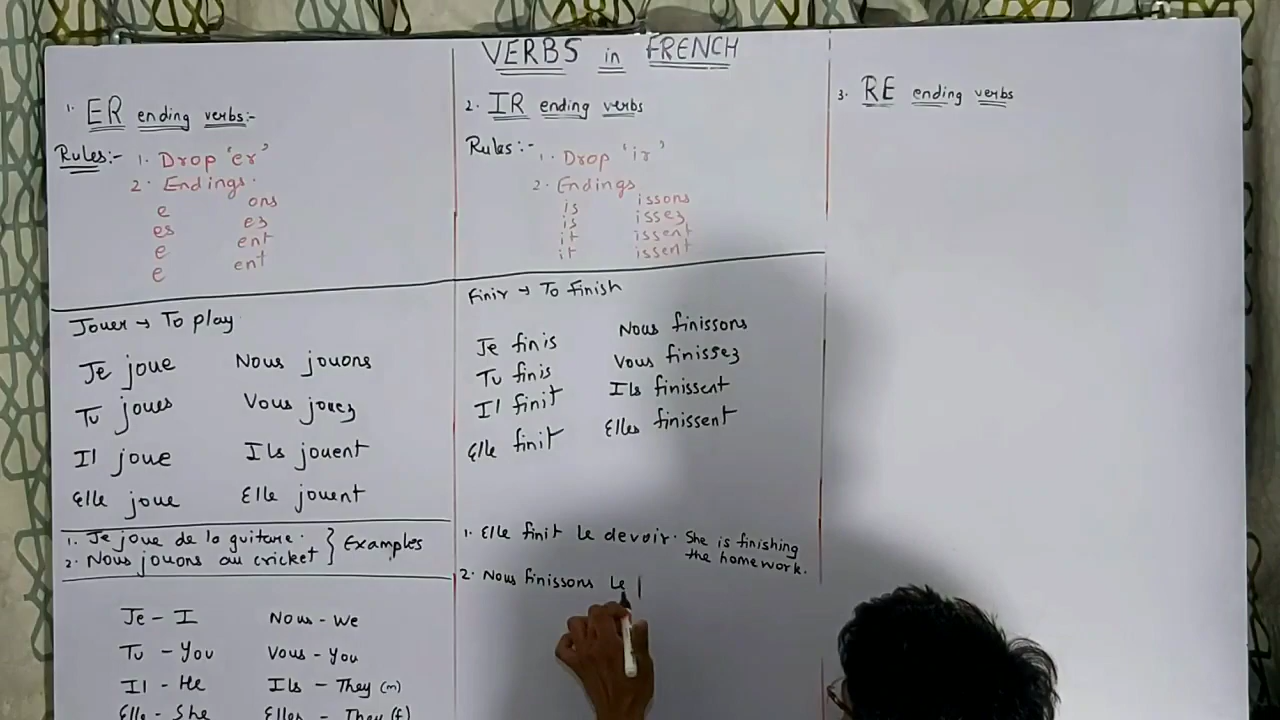 VERBS in FRENCH
1. ER ending verbs:-
Rules:- 1. Drop 'er'
2. Endings.
e ons
es ez
e ent
e ent
Jouer → To play
Je joue Nous jouons
Tu joues Vous jouez
Il joue Ils jouent
Elle joue Elle jouent
1. Je joue de la guitare.
2. Nous jouons au cricket } Examples
Je - I Nous - We
Tu - You Vous - You
Il - He Ils - They (m)
Elle - She Elles - They (f)
2. IR ending verbs
Rules:- 1. Drop 'ir'
2. Endings
is issons
is issez
it issent
it issent
Finir → To finish
Je finis Nous finissons
Tu finis Vous finissez
Il finit Ils finissent
Elle finit Elles finissent
1. Elle finit le devoir. She is finishing
the homework.
2. Nous finissons le
3. RE ending verbs